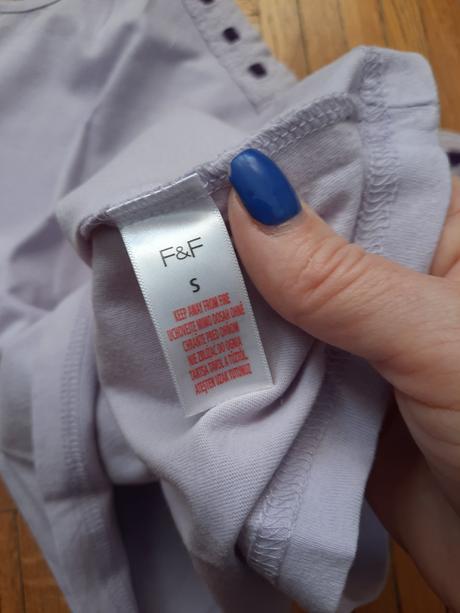 F&F
S
KEEP AWAY FROM FIRE
UCHOVEJTE MIMO DOSAH OHNĚ
CHRÁŇTE PRED OHŇOM
NIE ZBLIŻAĆ DO OGNIA
TARTSA TÁVOL A TŰZTŐL
ATEŞTEN UZAK TUTUNUZ